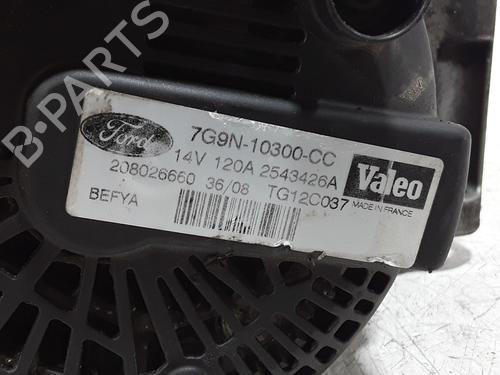 B-PARTS
Ford
7G9N-10300-CC
14V 120A 2543426A
208026660 36/08 TG12C037
BEFYA
Valeo
MADE IN FRANCE